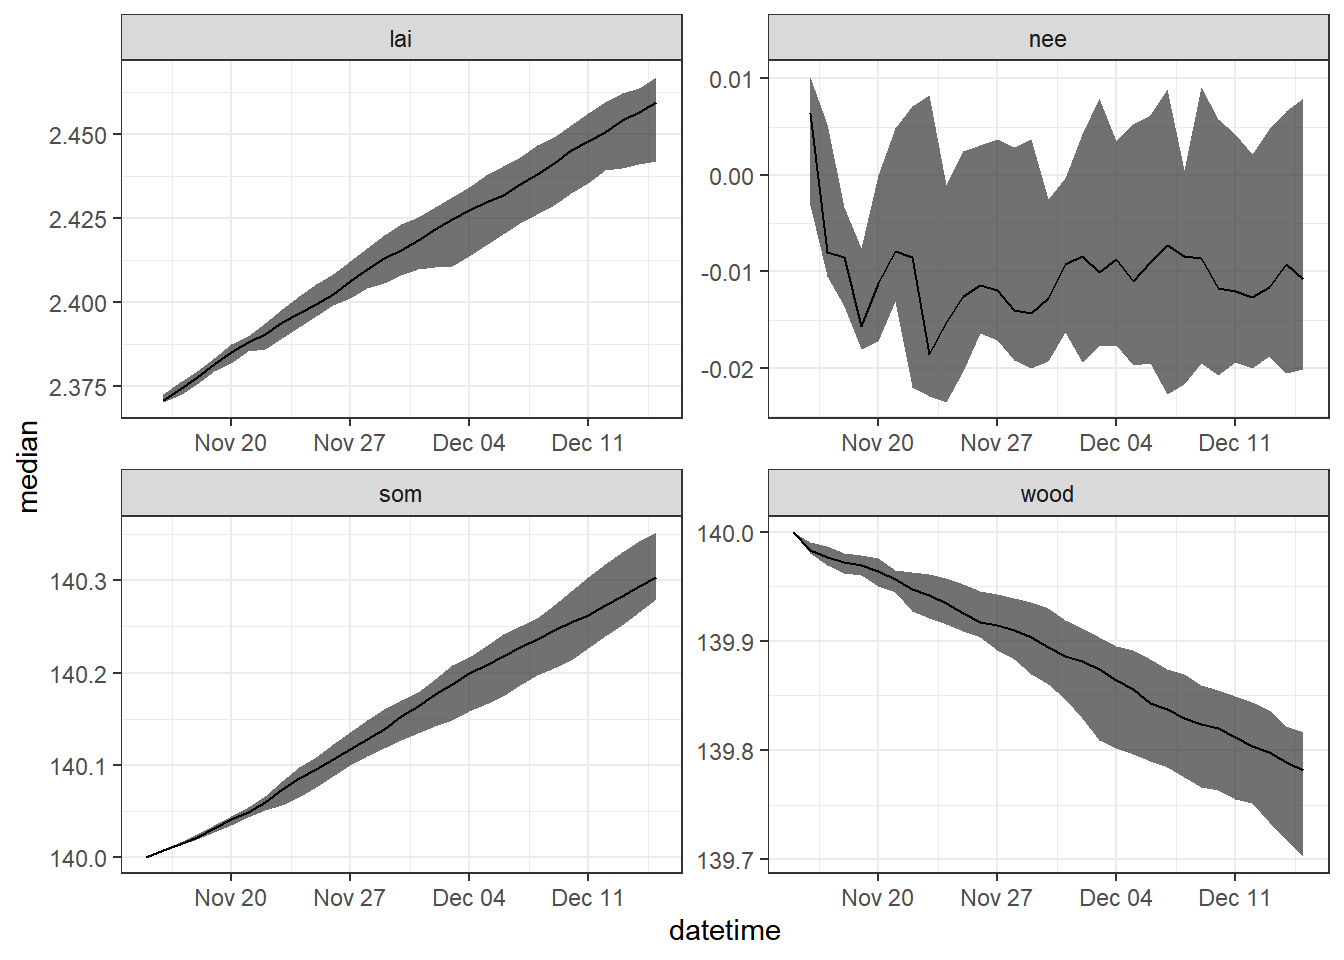 lai
nee
2.450
2.425
2.400
2.375
0.01
0.00
-0.01
-0.02
Nov 20 Nov 27 Dec 04 Dec 11
Nov 20 Nov 27 Dec 04 Dec 11
median
som
wood
140.3
140.2
140.1
140.0
140.0
139.9
139.8
139.7
Nov 20 Nov 27 Dec 04 Dec 11
Nov 20 Nov 27 Dec 04 Dec 11
datetime